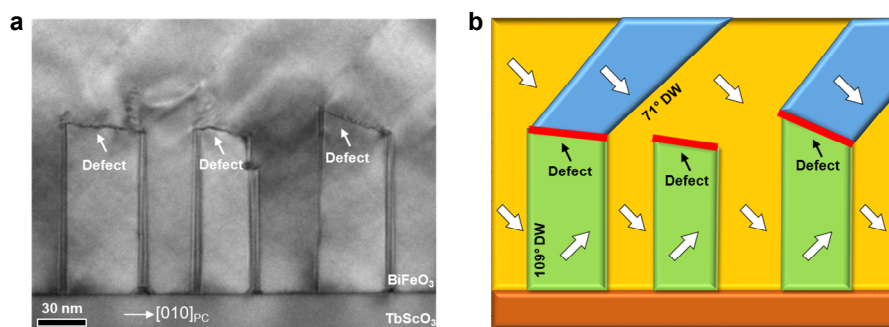 a
Defect
Defect
Defect
BiFeO₃
30 nm
→[010]PC
TbScO₃
b
71° DW
Defect
Defect
Defect
109° DW